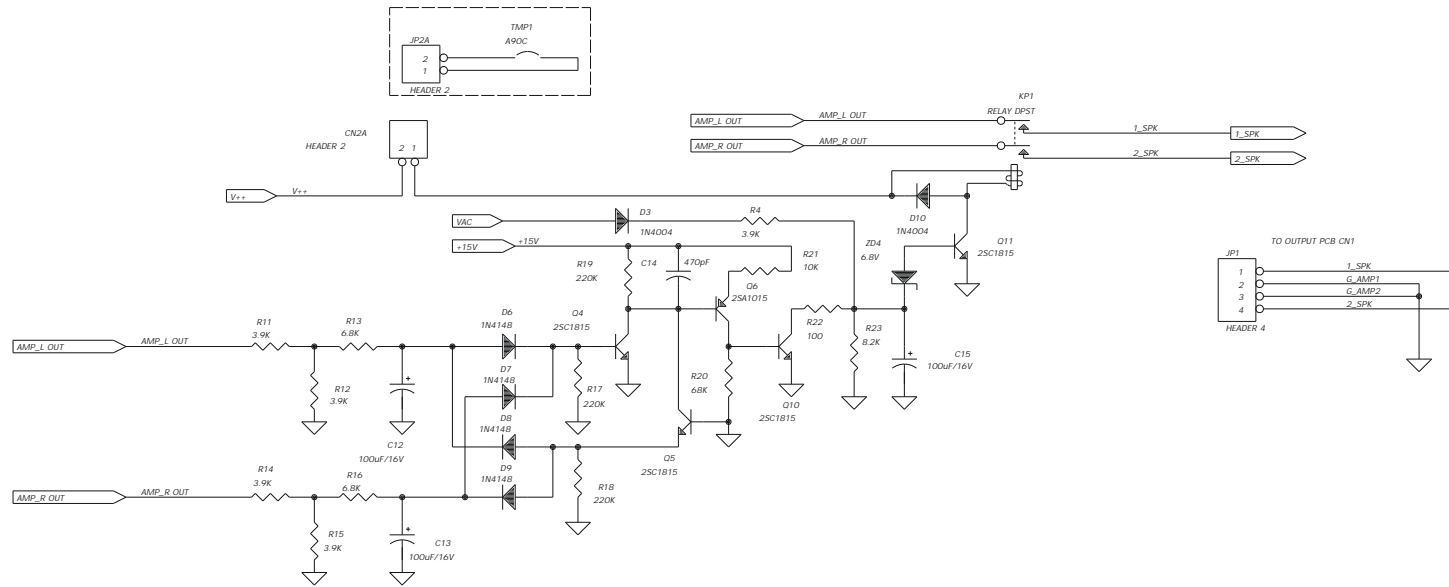 TMP1
A90C
JP2A
2
1
HEADER 2
CN2A
HEADER 2
2 1
KP1
RELAY DPST
AMP_L OUT
AMP_L OUT
1_SPK
1_SPK
AMP_R OUT
AMP_R OUT
2_SPK
2_SPK
V++
V++
D10
1N4004
VAC
D3
1N4004
R4
3.9K
+15V
+15V
R19
220K
C14
470pF
R21
10K
Q6
2SA1015
ZD4
6.8V
Q11
2SC1815
TO OUTPUT PCB CN1
JP1
1
2
3
4
1_SPK
G_AMP1
G_AMP2
2_SPK
HEADER 4
AMP_L OUT
AMP_L OUT
R11
3.9K
R13
6.8K
D6
1N4148
Q4
2SC1815
R22
100
R23
8.2K
C15
100uF/16V
D7
1N4148
R12
3.9K
R17
220K
R20
68K
Q10
2SC1815
D8
1N4148
C12
100uF/16V
Q5
2SC1815
AMP_R OUT
AMP_R OUT
R14
3.9K
R16
6.8K
D9
1N4148
R18
220K
R15
3.9K
C13
100uF/16V